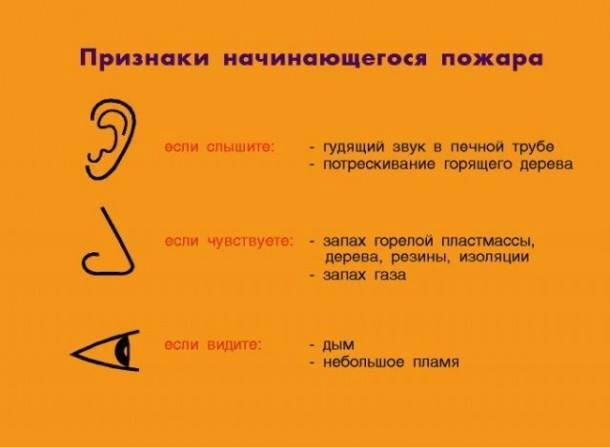 Признаки начинающегося пожара
если слышите: - гудящий звук в печной трубе
- потрескивание горящего дерева
если чувствуете: - запах горелой пластмассы,
дерева, резины, изоляции
- запах газа
если видите: - дым
- небольшое пламя